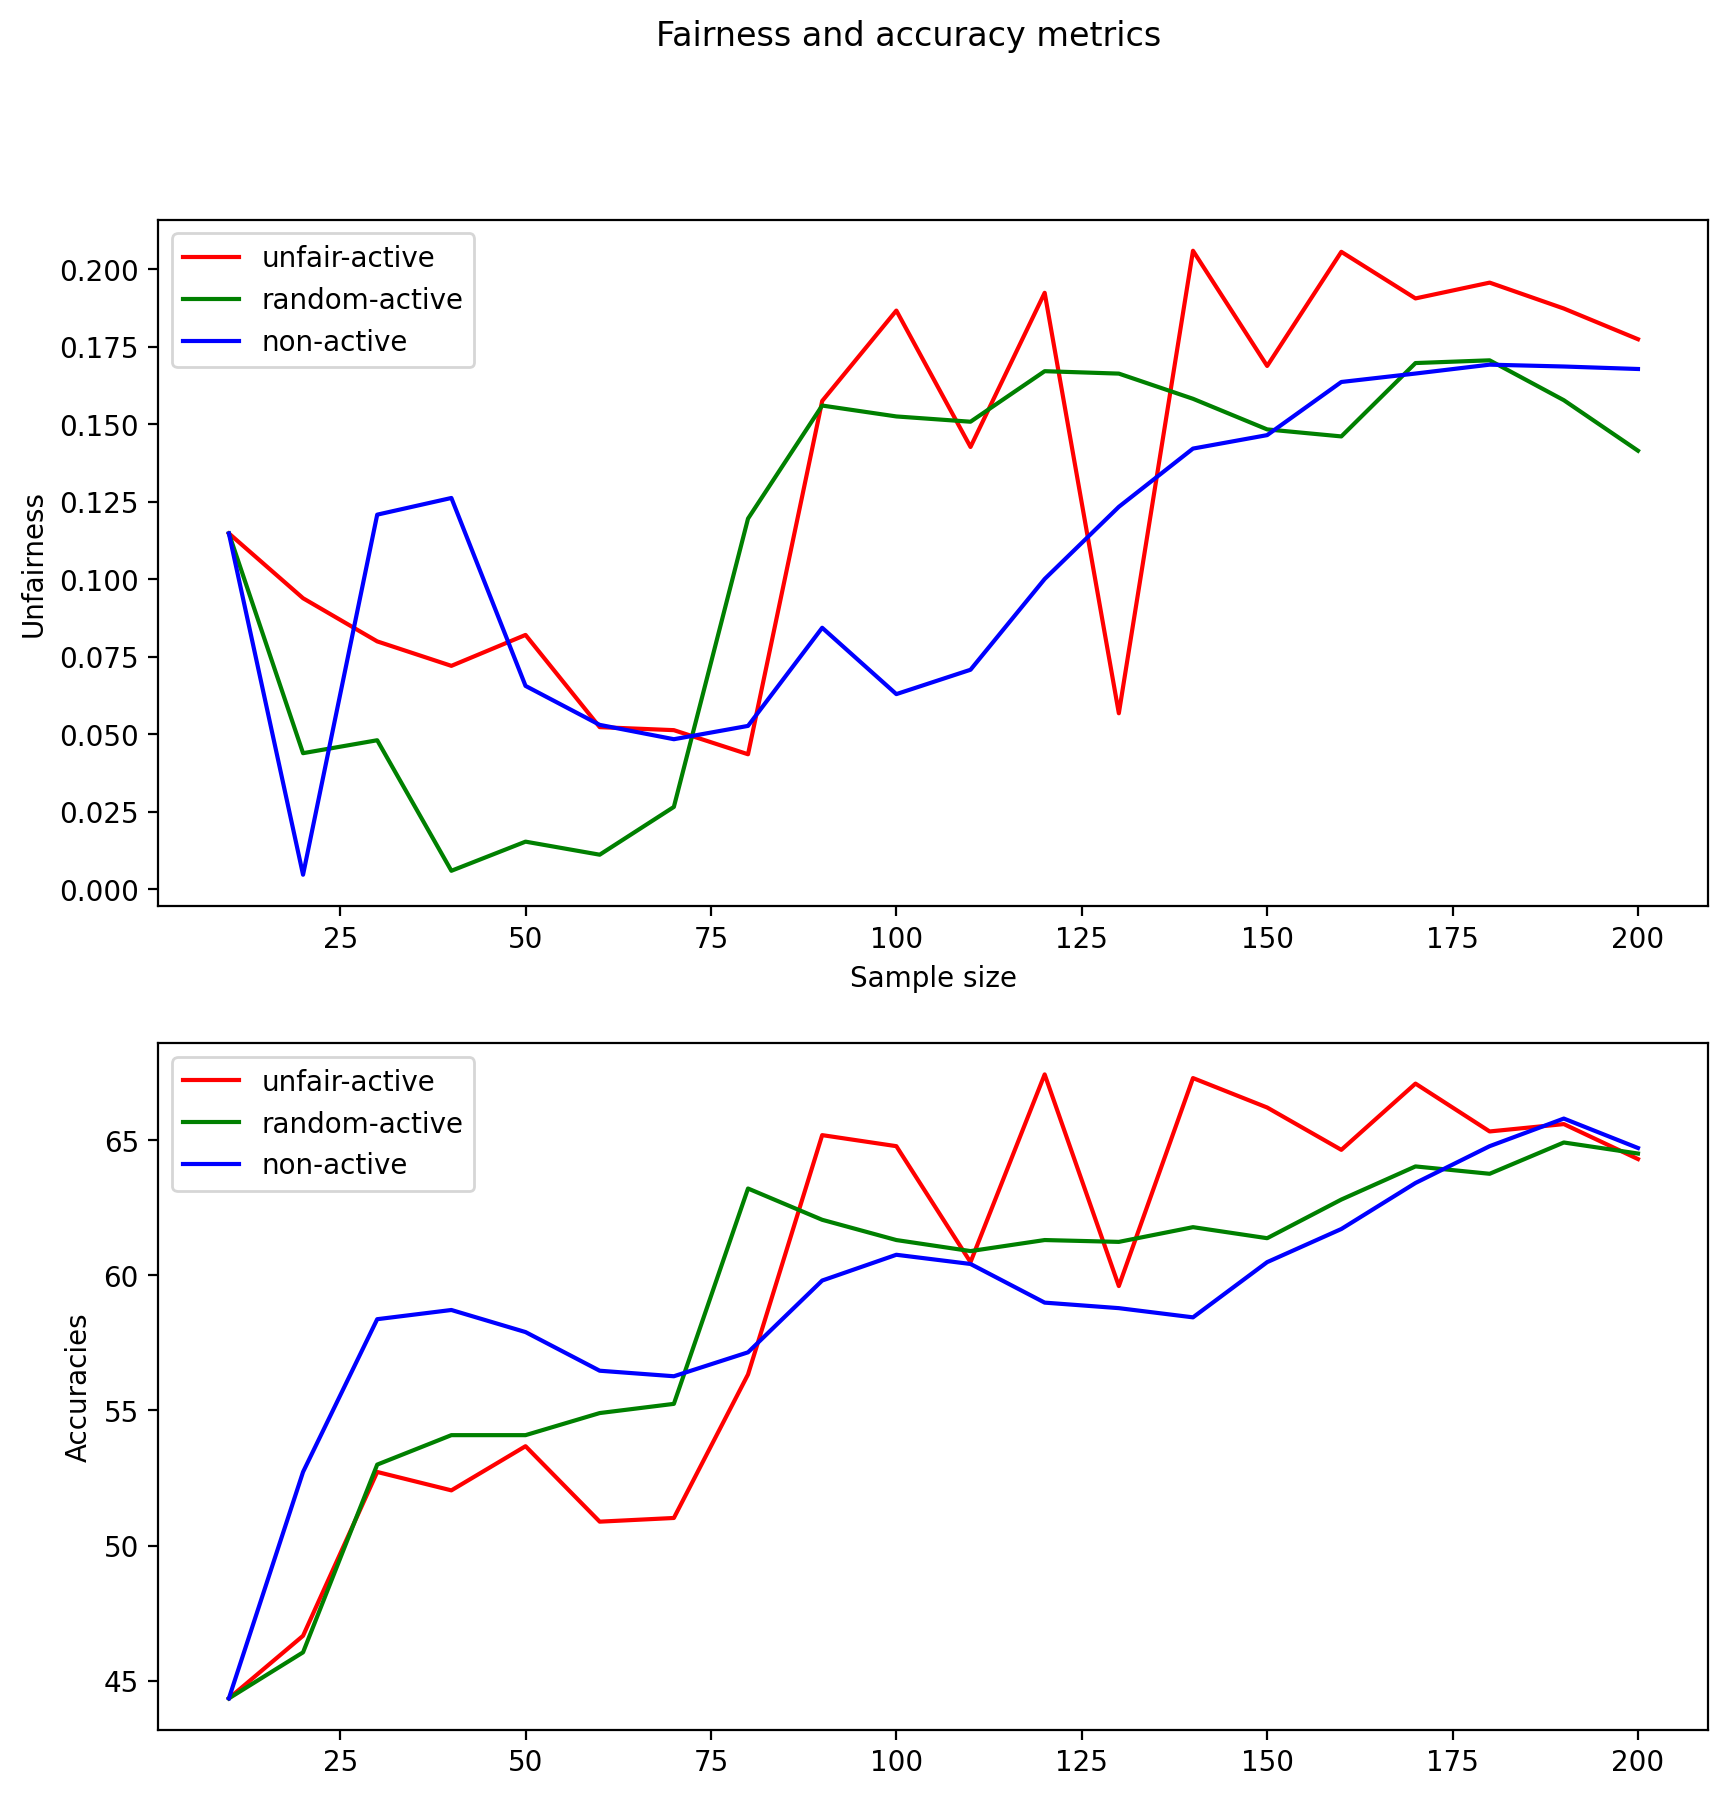 Fairness and accuracy metrics
unfair-active
random-active
non-active
Unfairness
0.200
0.175
0.150
0.125
0.100
0.075
0.050
0.025
0.000
25 50 75 100 125 150 175 200
Sample size
unfair-active
random-active
non-active
Accuracies
65
60
55
50
45
25 50 75 100 125 150 175 200